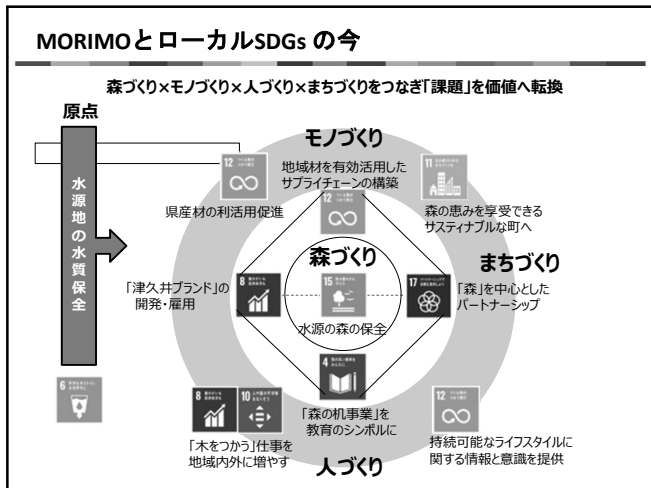 MORIMOとローカルSDGs の今
森づくり×モノづくり×人づくり×まちづくりをつなぎ「課題」を価値へ転換
原点
水源地の水質保全
6
モノづくり
地域材を有効活用した
サプライチェーンの構築
12
12
県産材の利活用促進
11
森の恵みを享受できる
サスティナブルな町へ
森づくり
15
水源の森の保全
「津久井ブランド」の
開発・雇用
8
まちづくり
17
「森」を中心とした
パートナーシップ
4
「森の机事業」を
教育のシンボルに
8
10
「木をつかう」仕事を
地域内外に増やす
人づくり
12
持続可能なライフスタイルに
関する情報と意識を提供